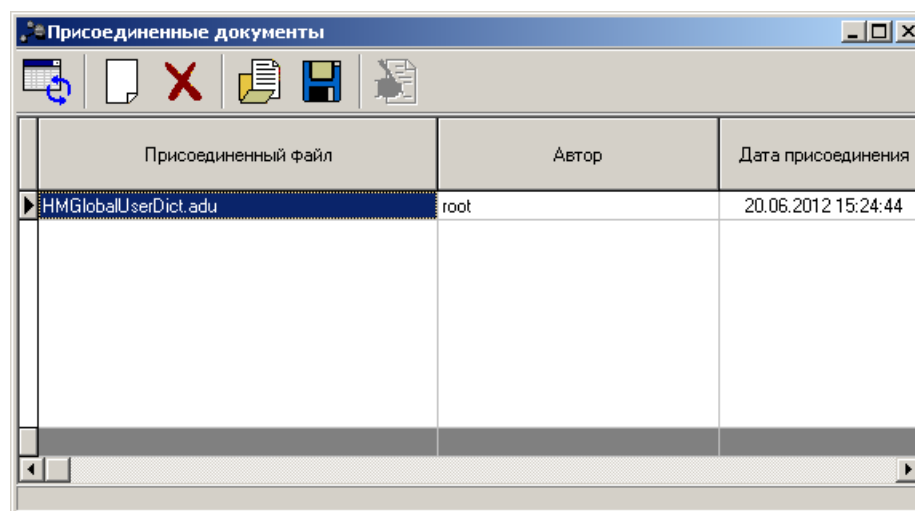 Присоединенные документы
Присоединенный файл Автор Дата присоединения
HMGlobalUserDict.adu root 20.06.2012 15:24:44